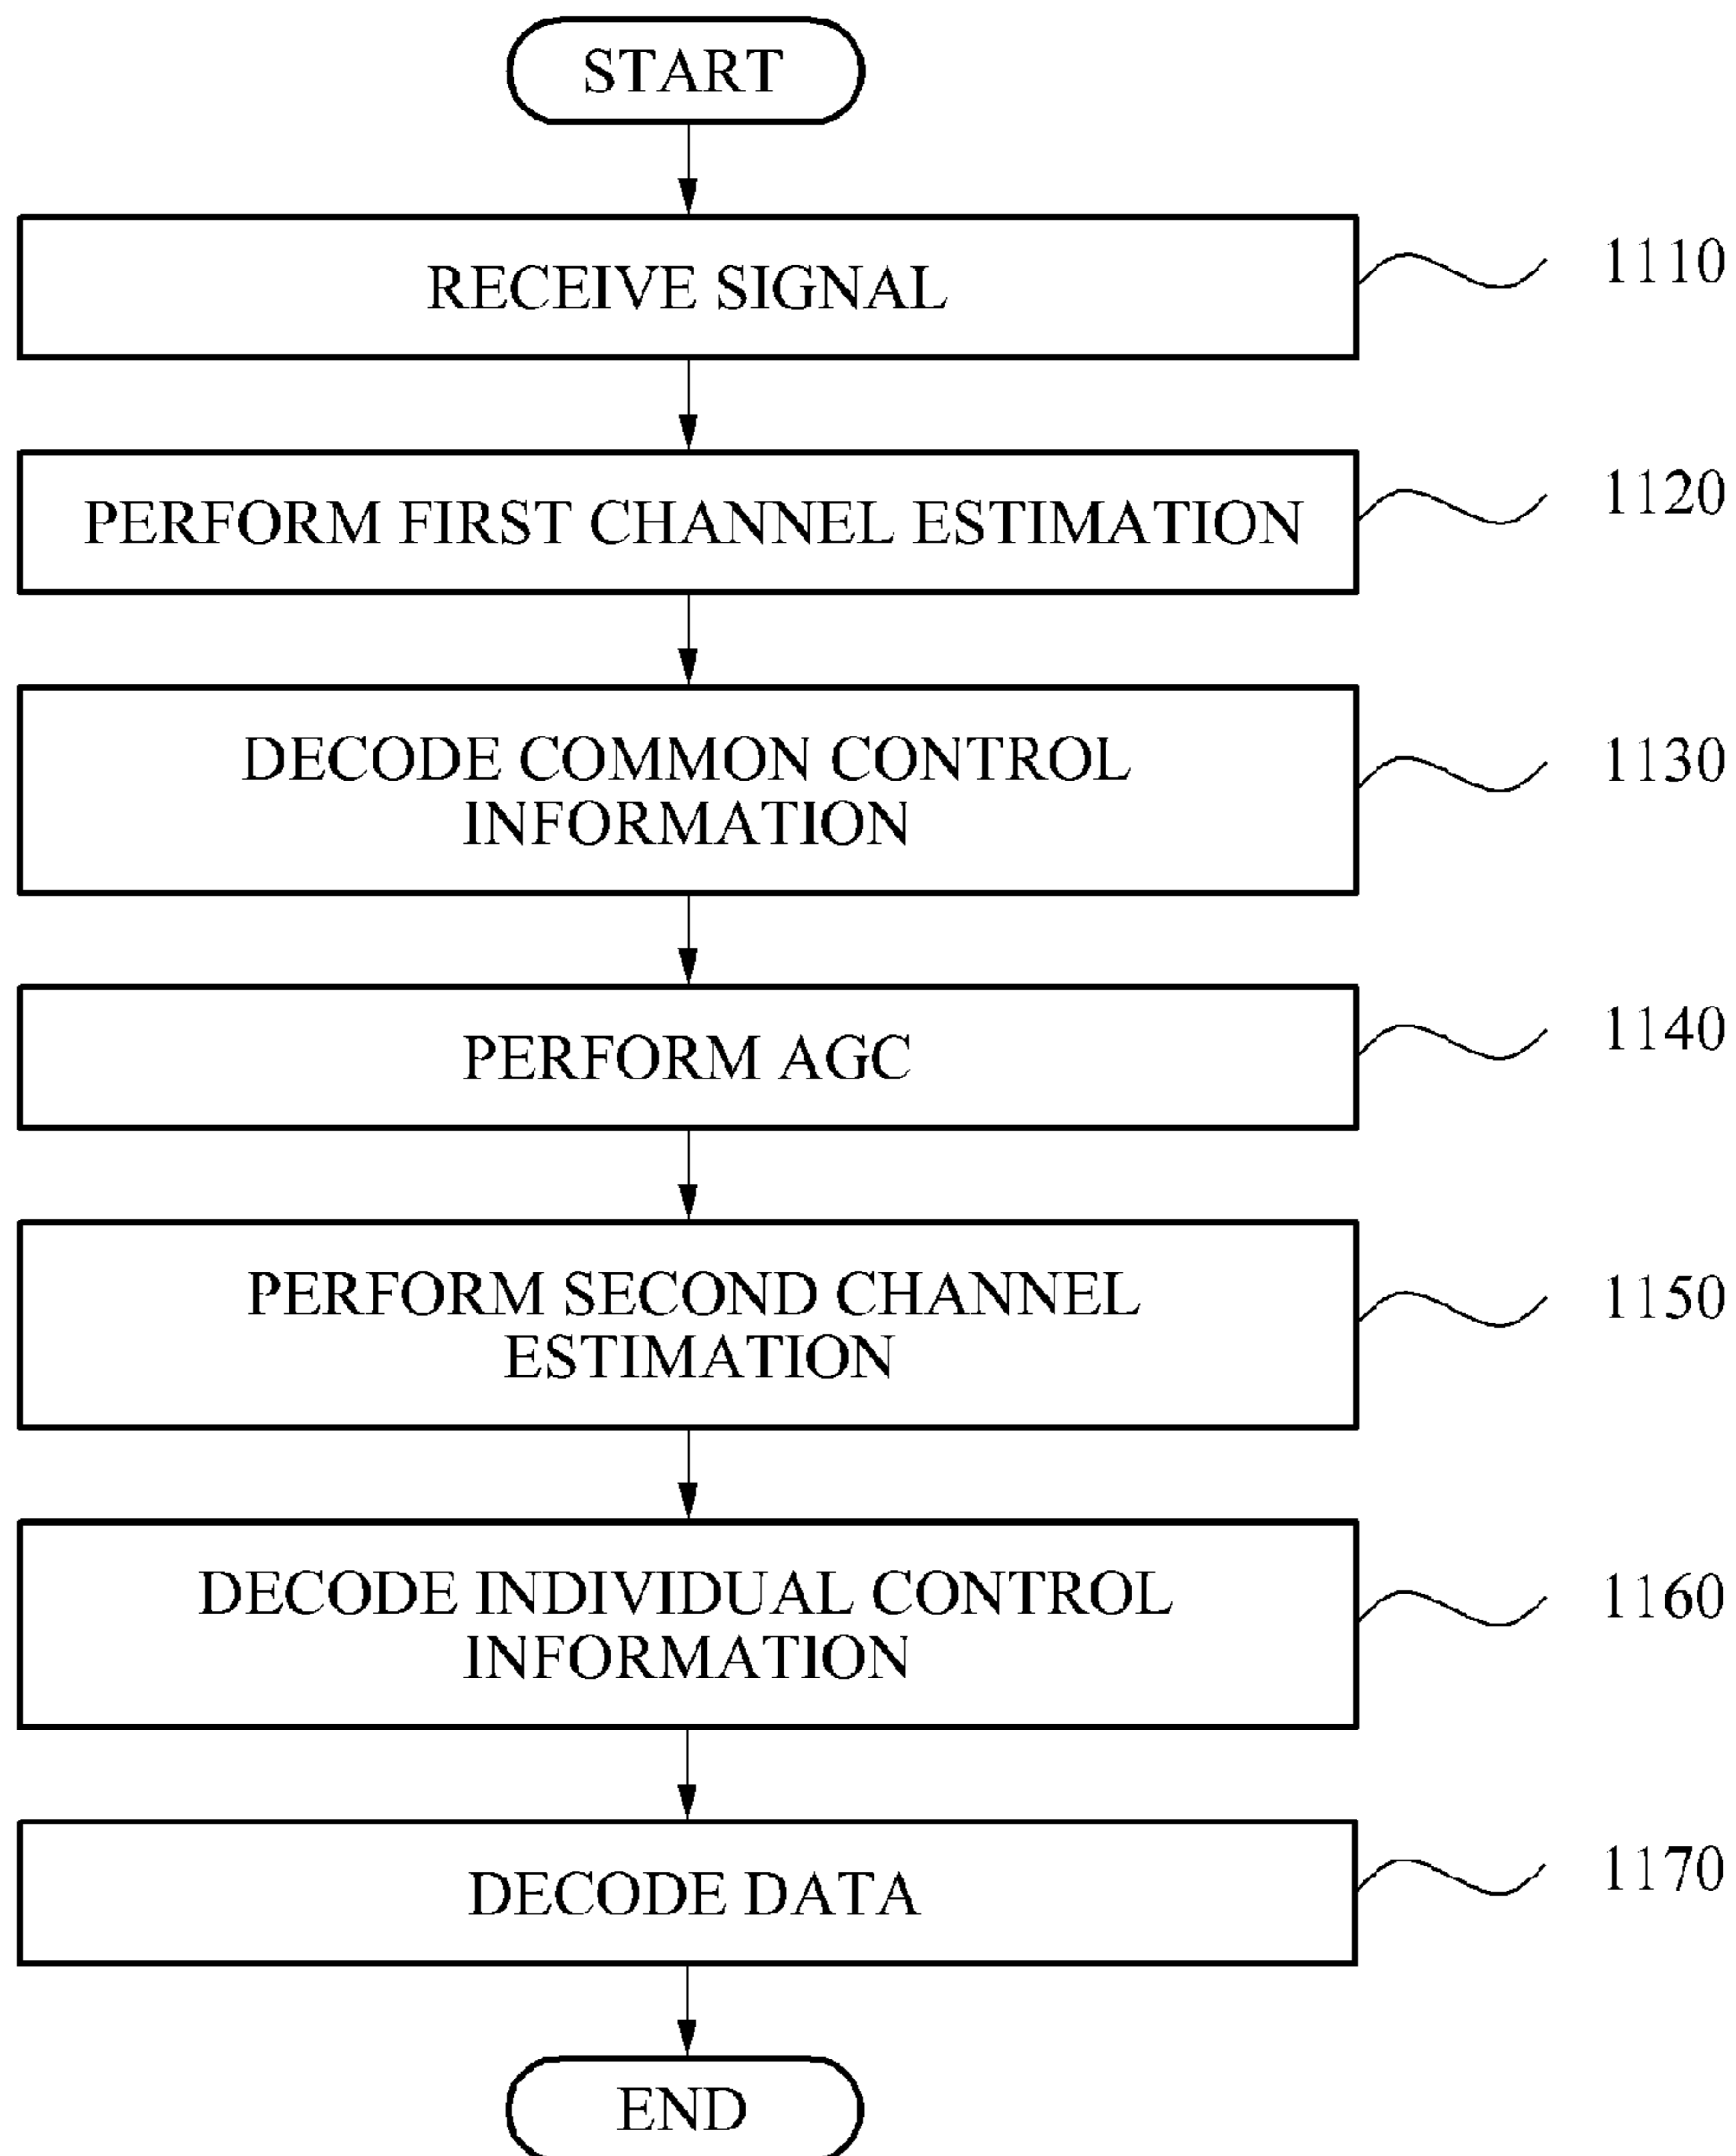 START
RECEIVE SIGNAL
1110
PERFORM FIRST CHANNEL ESTIMATION
1120
DECODE COMMON CONTROL
INFORMATION
1130
PERFORM AGC
1140
PERFORM SECOND CHANNEL
ESTIMATION
1150
DECODE INDIVIDUAL CONTROL
INFORMATION
1160
DECODE DATA
1170
END